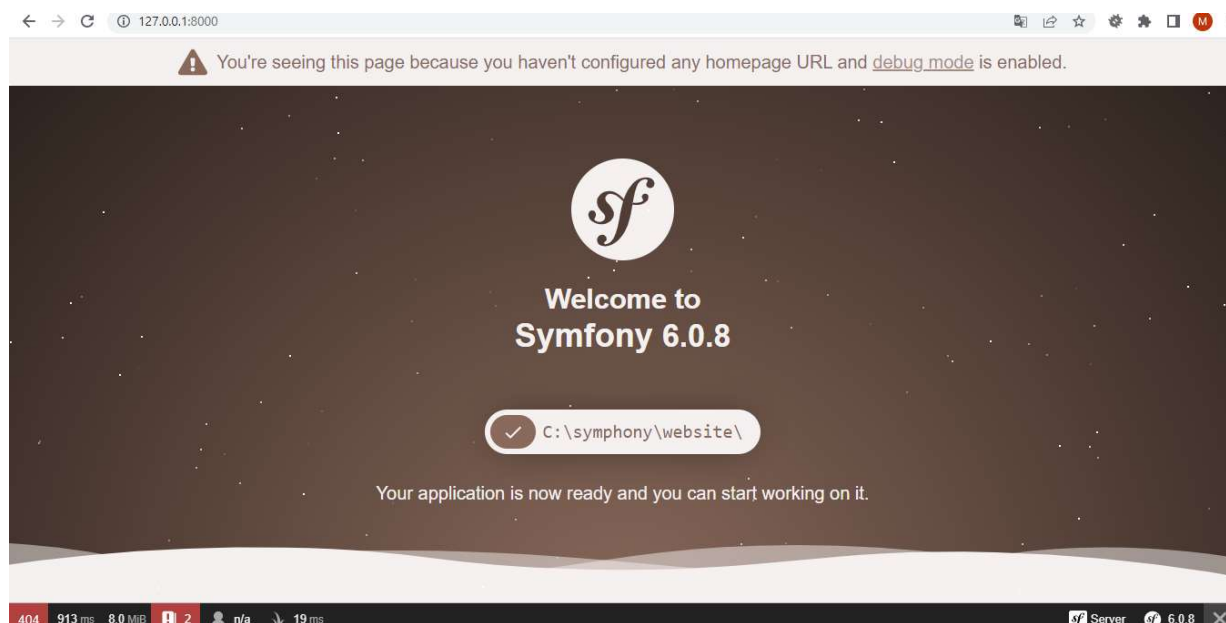 127.0.0.1:8000
M
You're seeing this page because you haven't configured any homepage URL and debug mode is enabled.
sf
Welcome to
Symfony 6.0.8
C:\symphony\website\
Your application is now ready and you can start working on it.
404 913 ms 8.0 MiB 2 n/a 19 ms sf Server sf 6.0.8